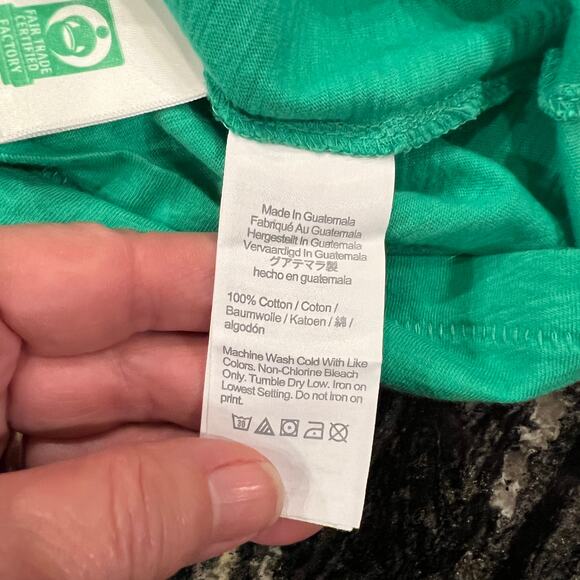 FAIR TRADE
CERTIFIED
FACTORY
Made In Guatemala
Fabriqué Au Guatemala
Hergestellt In Guatemala
Vervaardigd In Guatemala
グアテマラ製
hecho en guatemala
100% Cotton / Coton /
Baumwolle / Katoen / 綿 /
algodón
Machine Wash Cold With Like
Colors. Non-Chlorine Bleach
Only. Tumble Dry Low. Iron on
Lowest Setting. Do not Iron on
print.
30